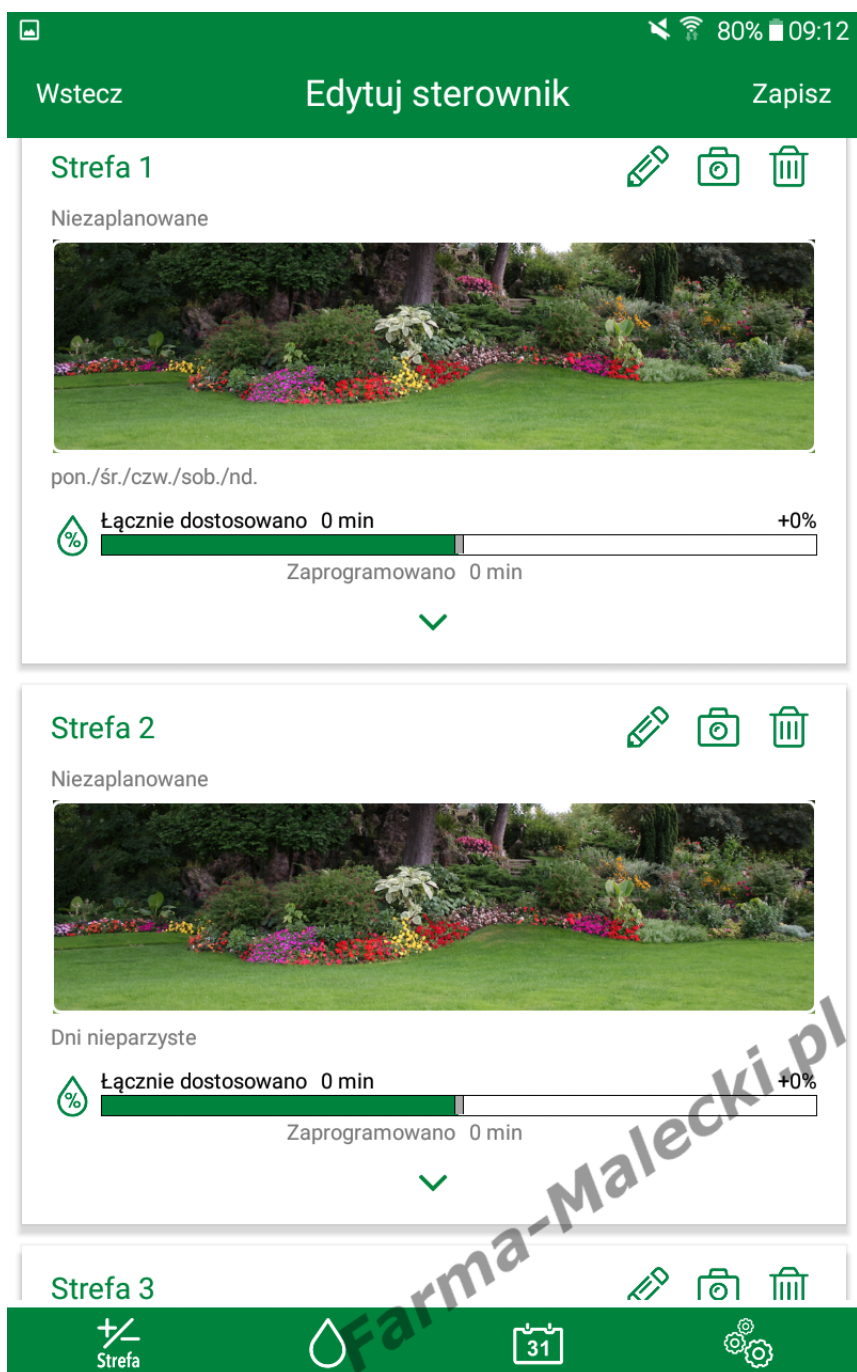 80% 09:12
Wstecz Edytuj sterownik Zapisz
Strefa 1
Niezaplanowane
pon./śr./czw./sob./nd.
Łącznie dostosowano 0 min +0%
%
Zaprogramowano 0 min
Strefa 2
Niezaplanowane
Dni nieparzyste
Łącznie dostosowano 0 min +0%
%
Zaprogramowano 0 min
Strefa 3
Farma-Malecki.pl
+/- 31
Strefa